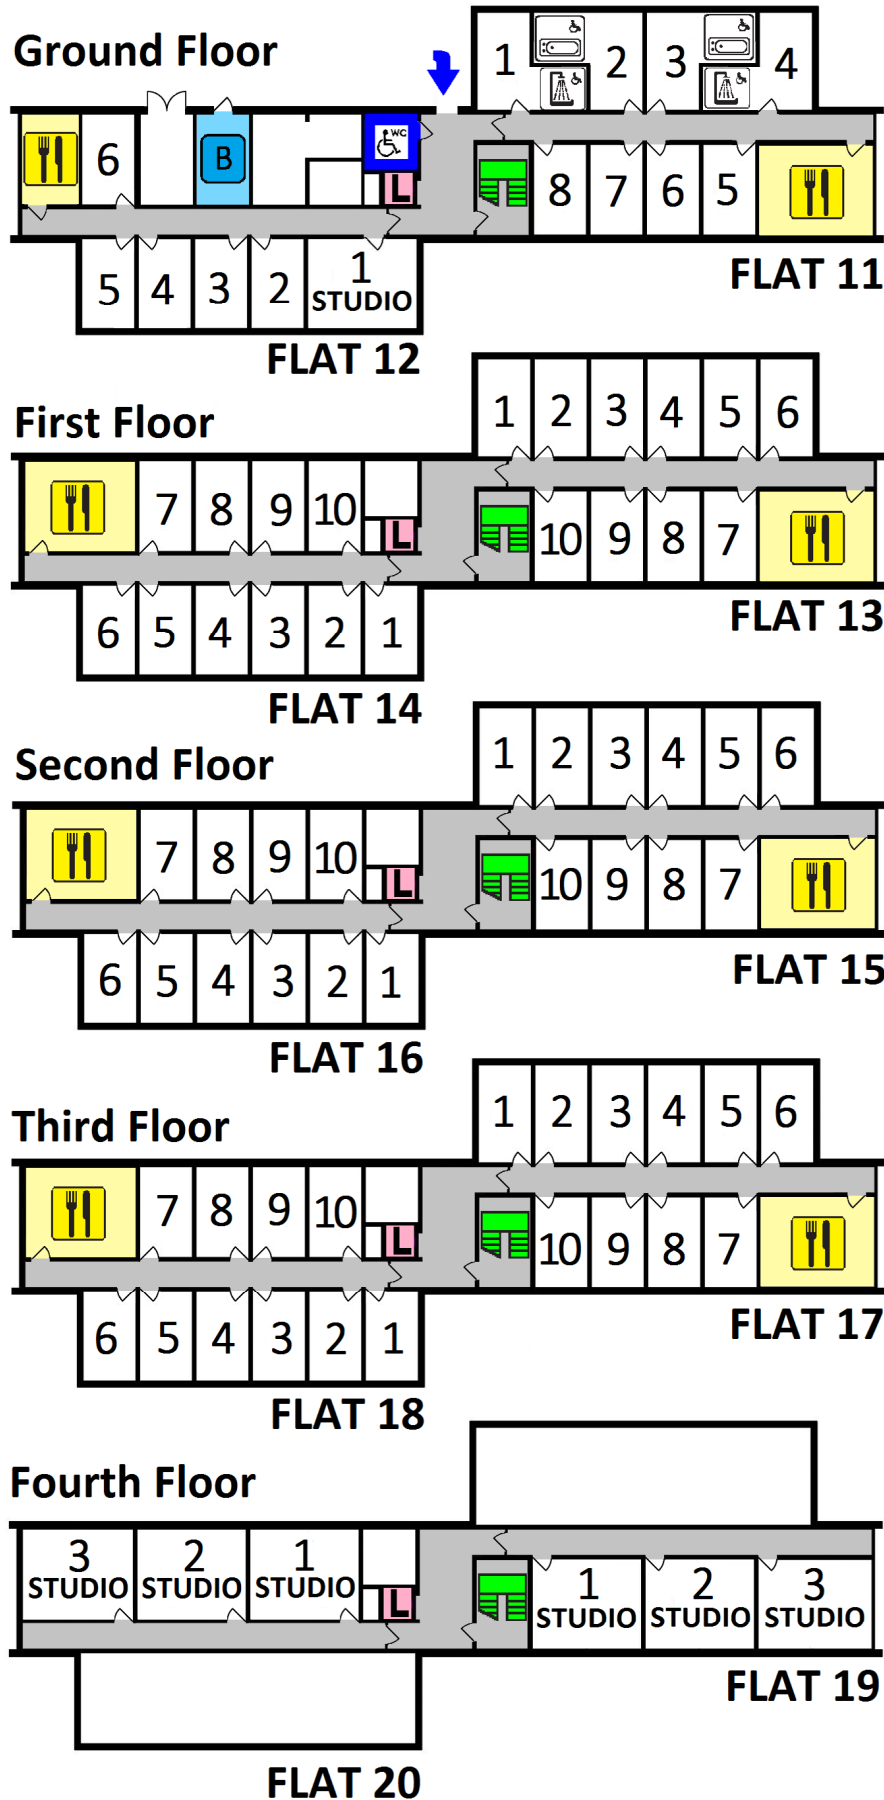 Ground Floor
1 2 3 4
6 B WC
L
8 7 6 5
5 4 3 2 1
STUDIO
FLAT 11
FLAT 12
First Floor
1 2 3 4 5 6
7 8 9 10
L
10 9 8 7
6 5 4 3 2 1
FLAT 13
FLAT 14
Second Floor
1 2 3 4 5 6
7 8 9 10
L
10 9 8 7
6 5 4 3 2 1
FLAT 15
FLAT 16
Third Floor
1 2 3 4 5 6
7 8 9 10
L
10 9 8 7
6 5 4 3 2 1
FLAT 17
FLAT 18
Fourth Floor
3 2 1
STUDIO STUDIO STUDIO
L
1 2 3
STUDIO STUDIO STUDIO
FLAT 19
FLAT 20